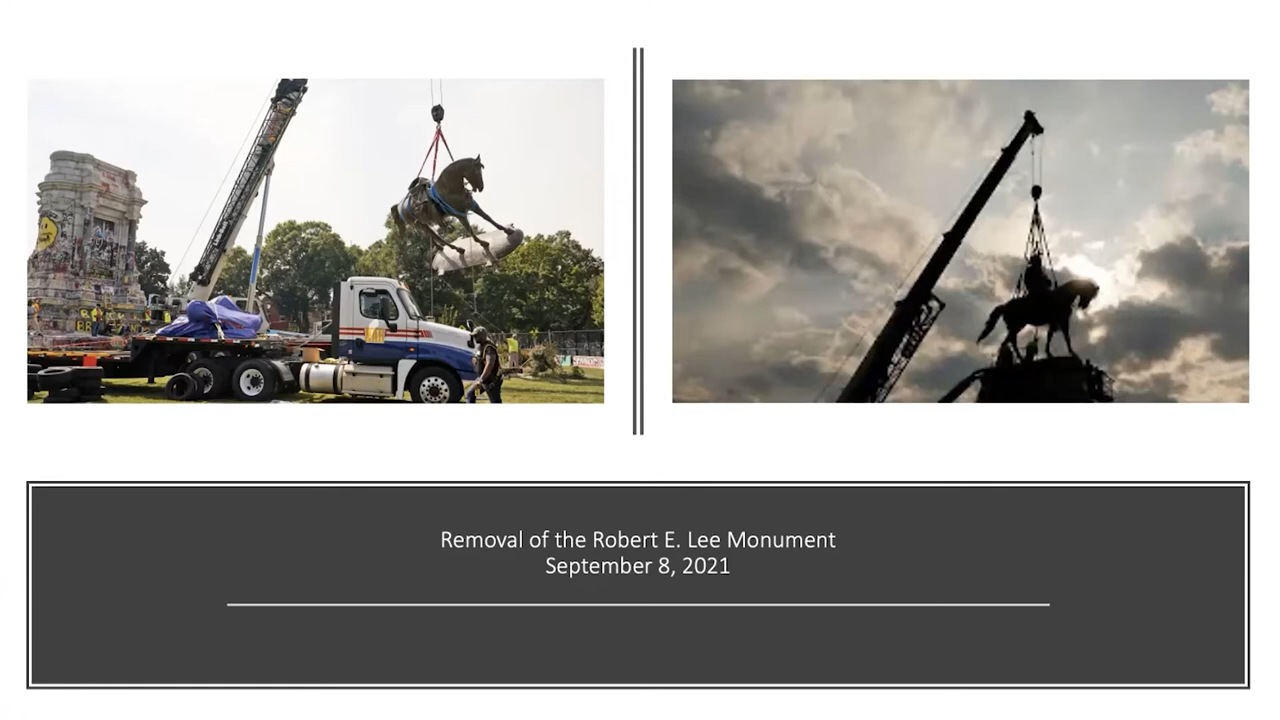 Removal of the Robert E. Lee Monument
September 8, 2021